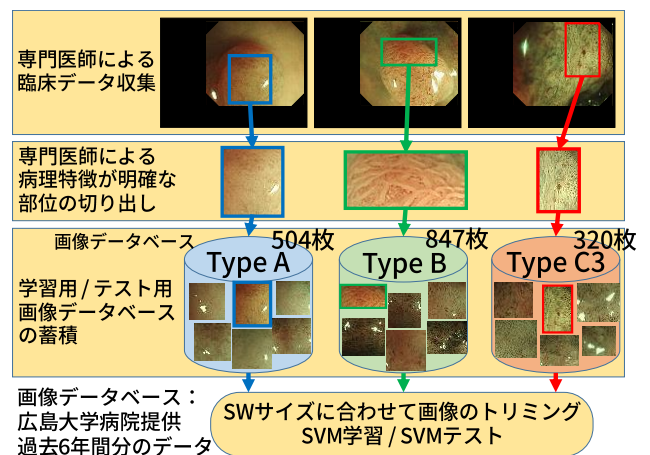 専門医師による
臨床データ収集
専門医師による
病理特徴が明確な
部位の切り出し
画像データベース
504枚
847枚
320枚
Type A
Type B
Type C3
学習用 / テスト用
画像データベース
の蓄積
画像データベース：
広島大学病院提供
過去6年間分のデータ
SWサイズに合わせて画像のトリミング
SVM学習 / SVMテスト